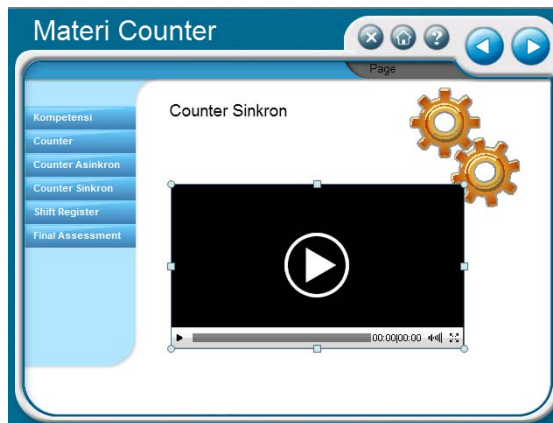 Materi Counter
?
Page
Kompetensi
Counter
Counter Asinkron
Counter Sinkron
Shift Register
Final Assessment
Counter Sinkron
00:00|00:00